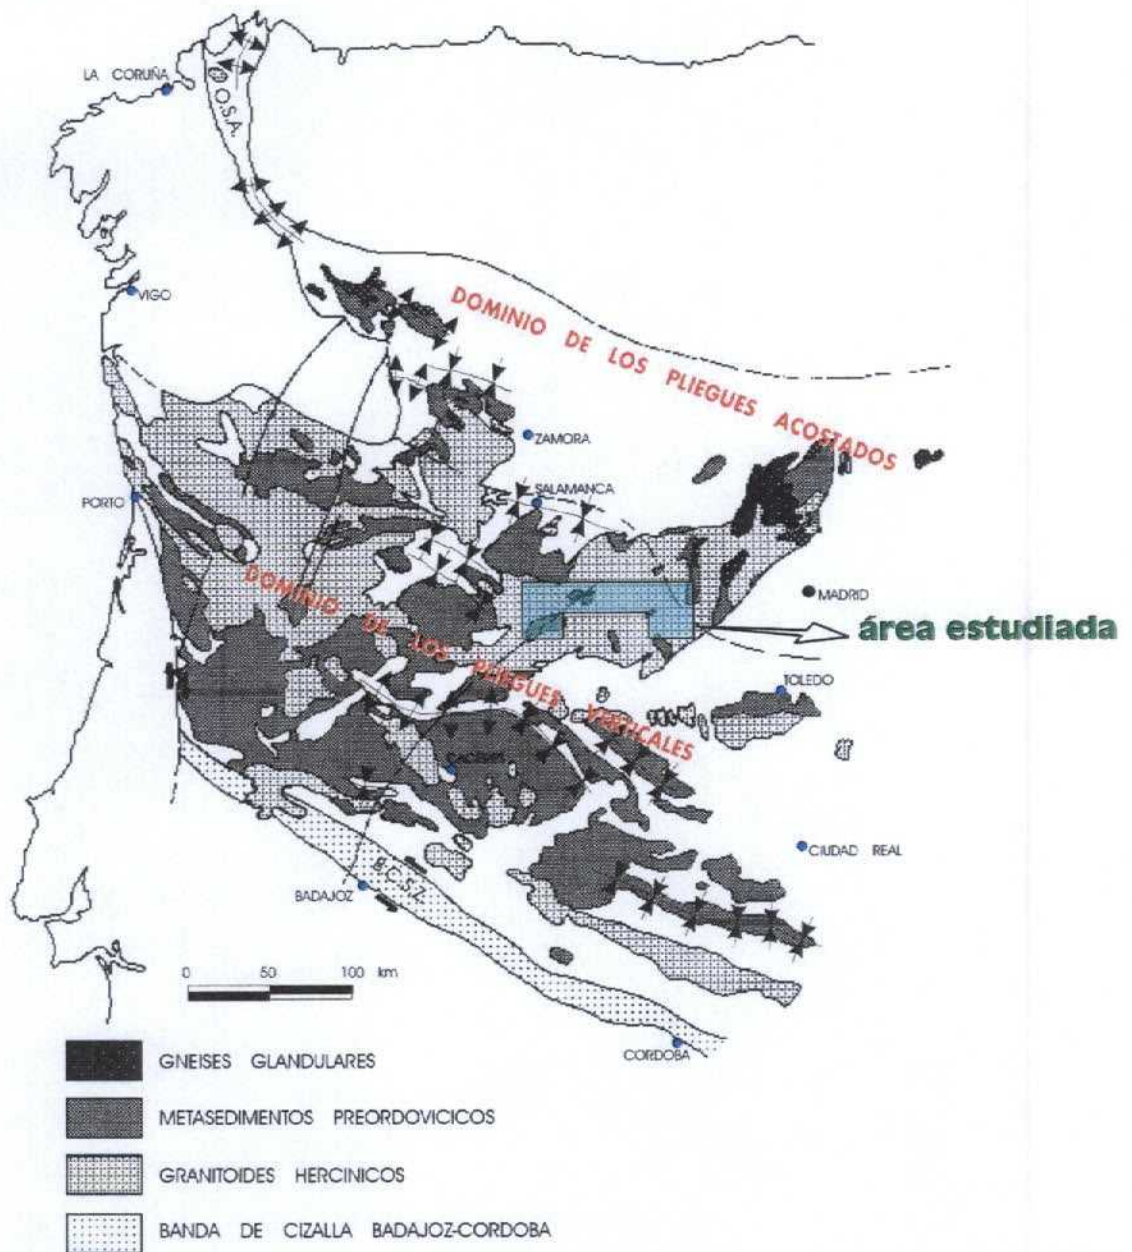 LA CORUÑA
O.S.A.
VIGO
DOMINIO DE LOS PLIEGUES ACOSTADOS
ZAMORA
SALAMANCA
PORTO
MADRID
área estudiada
DOMINIO DE LOS PLIEGUES VERTICALES
TOLEDO
CACERES
CIUDAD REAL
B.C.S.Z.
BADAJOZ
0 50 100 km
CORDOBA
GNEISES GLANDULARES
METASEDIMENTOS PREORDOVICICOS
GRANITOIDES HERCINICOS
BANDA DE CIZALLA BADAJOZ-CORDOBA